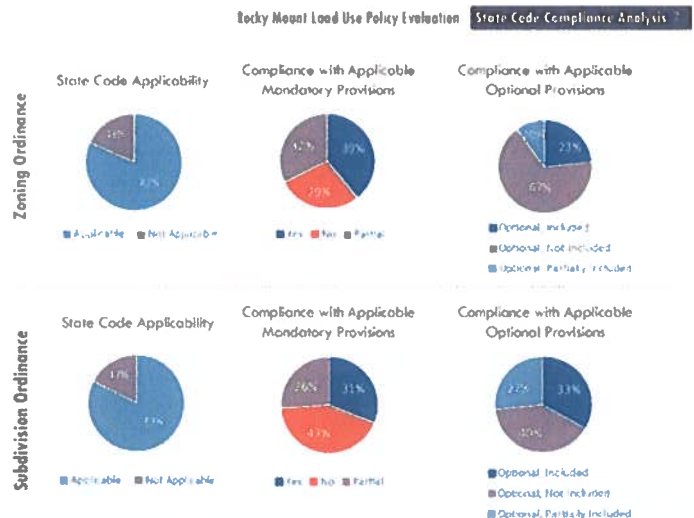 Rocky Mount Land Use Policy Evaluation State Code Compliance Analysis
Zoning Ordinance
State Code Applicability
Compliance with Applicable
Mandatory Provisions
Compliance with Applicable
Optional Provisions
39%
29%
32%
23%
67%
10%
Applicable Not Applicable
Yes No Partial
Optional, Included
Optional, Not Included
Optional, Partially Included
Subdivision Ordinance
State Code Applicability
Compliance with Applicable
Mandatory Provisions
Compliance with Applicable
Optional Provisions
17%
31%
43%
26%
33%
40%
27%
Applicable Not Applicable
Yes No Partial
Optional, Included
Optional, Not Included
Optional, Partially Included